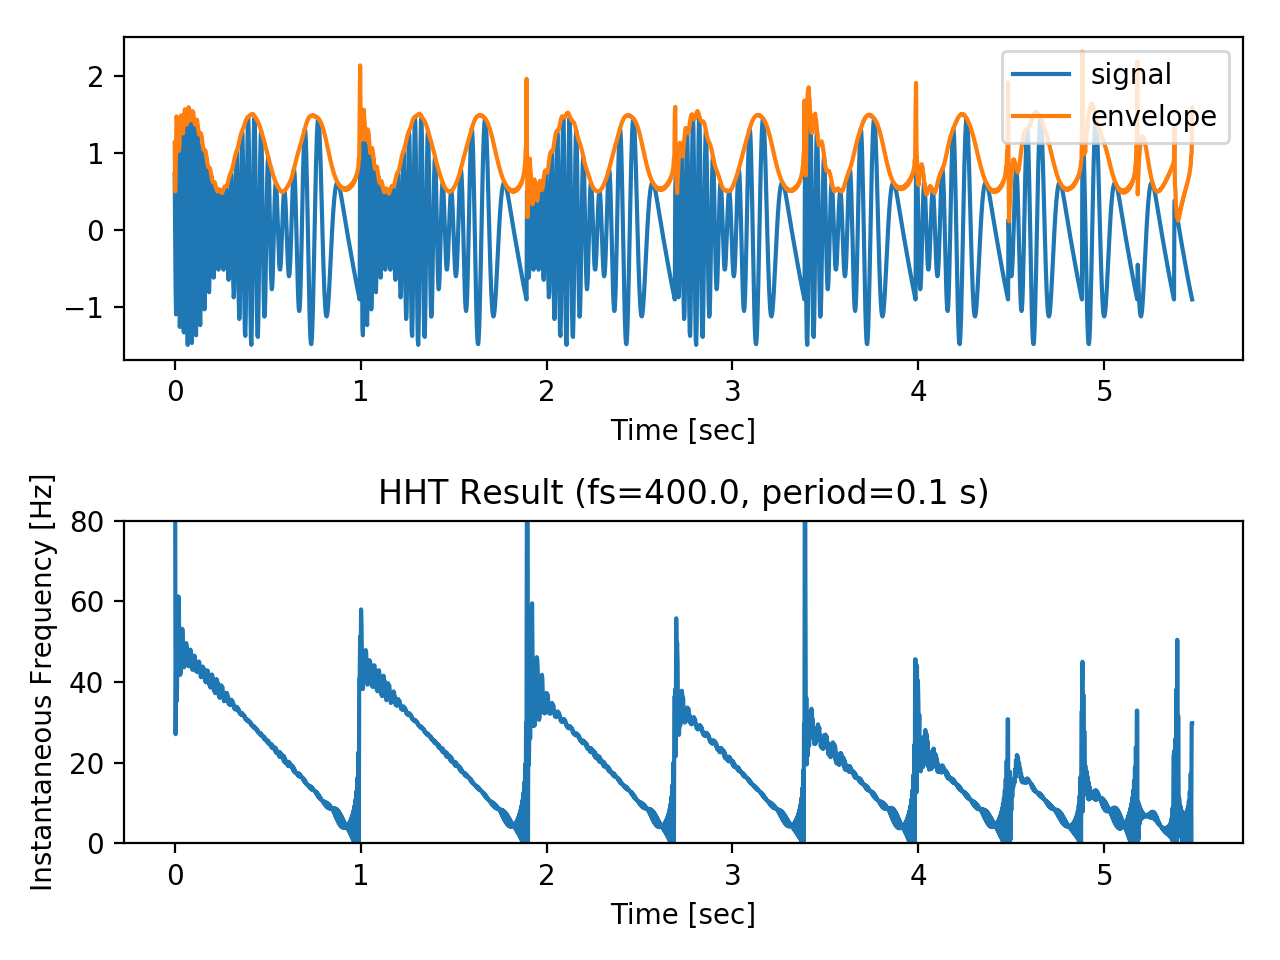 2
1
0
−1
signal
envelope
0 1 2 3 4 5
Time [sec]
HHT Result (fs=400.0, period=0.1 s)
Instantaneous Frequency [Hz]
80
60
40
20
0
0 1 2 3 4 5
Time [sec]